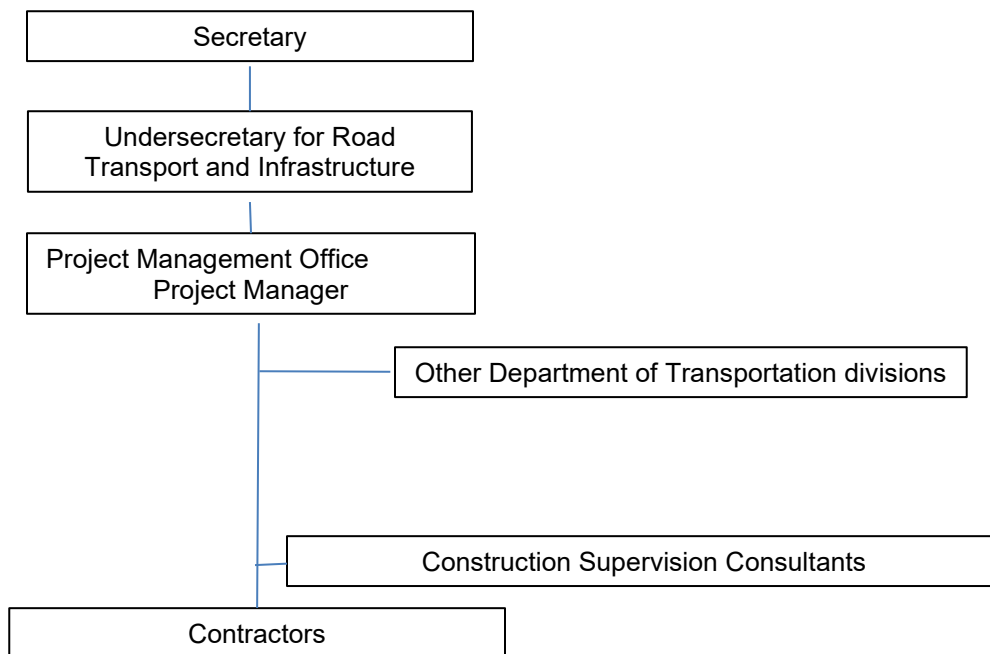 Secretary
Undersecretary for Road
Transport and Infrastructure
Project Management Office
Project Manager
Other Department of Transportation divisions
Construction Supervision Consultants
Contractors